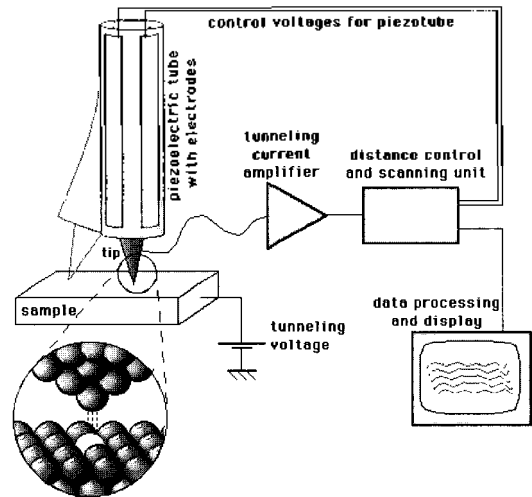 control voltages for piezotube
piezoelectric tube
with electrodes
tunneling
current
amplifier
distance control
and scanning unit
tip
sample
tunneling
voltage
data processing
and display